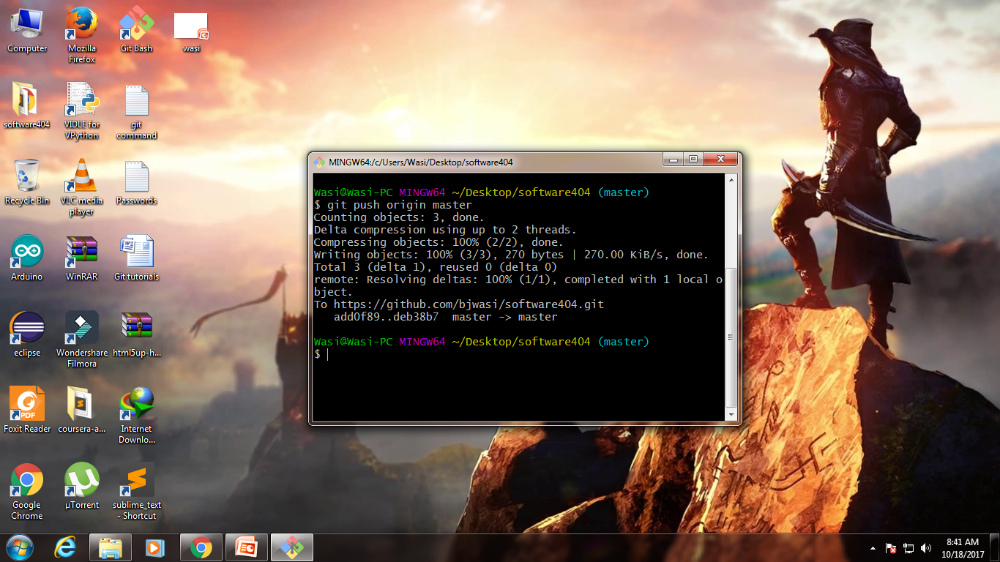 Computer
Mozilla
Firefox
Git Bash
wasi
software404
VIDLE for
VPython
git
command
Recycle Bin
VLC media
player
Passwords
Arduino
WinRAR
Git tutorials
eclipse
Wondershare
Filmora
html5up-h...
PDF
Foxit Reader
coursera-a...
Internet
Downlo...
Google
Chrome
µTorrent
sublime_text
- Shortcut
MINGW64:/c/Users/Wasi/Desktop/software404
Wasi@Wasi-PC MINGW64 ~/Desktop/software404 (master)
$ git push origin master
Counting objects: 3, done.
Delta compression using up to 2 threads.
Compressing objects: 100% (2/2), done.
Writing objects: 100% (3/3), 270 bytes | 270.00 KiB/s, done.
Total 3 (delta 1), reused 0 (delta 0)
remote: Resolving deltas: 100% (1/1), completed with 1 local o
bject.
To https://github.com/bjwasi/software404.git
add0f89..deb38b7  master -> master
Wasi@Wasi-PC MINGW64 ~/Desktop/software404 (master)
$
8:41 AM
10/18/2017